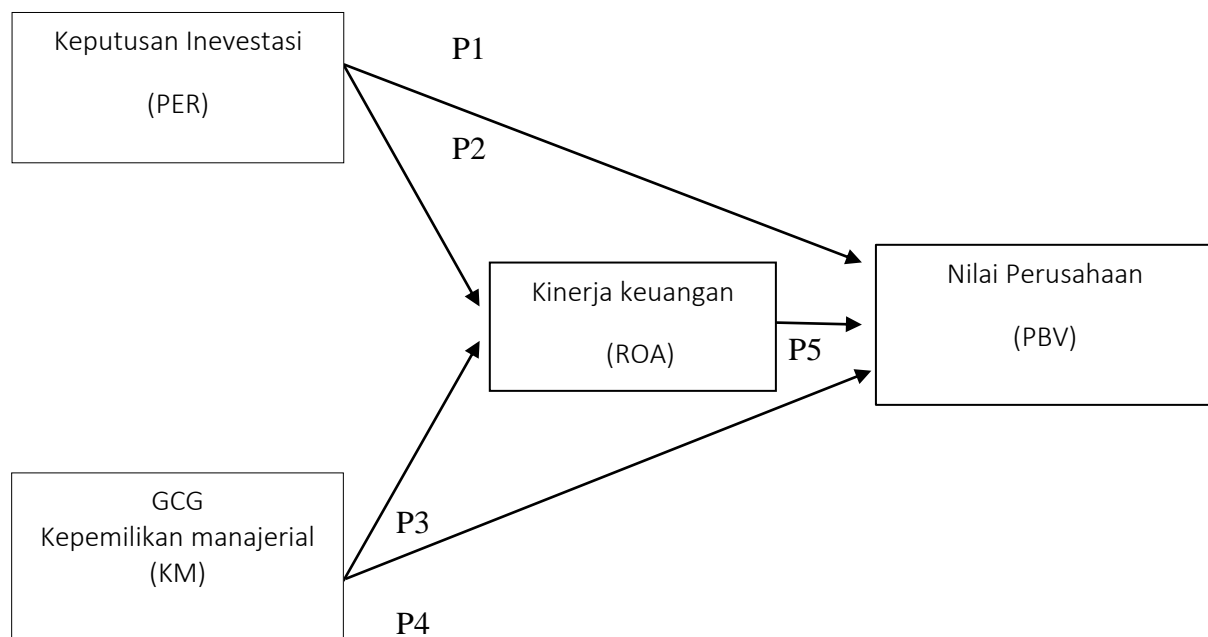 Keputusan Inevestasi
(PER)
P1
P2
Kinerja keuangan
(ROA)
P5
Nilai Perusahaan
(PBV)
GCG
Kepemilikan manajerial
(KM)
P3
P4